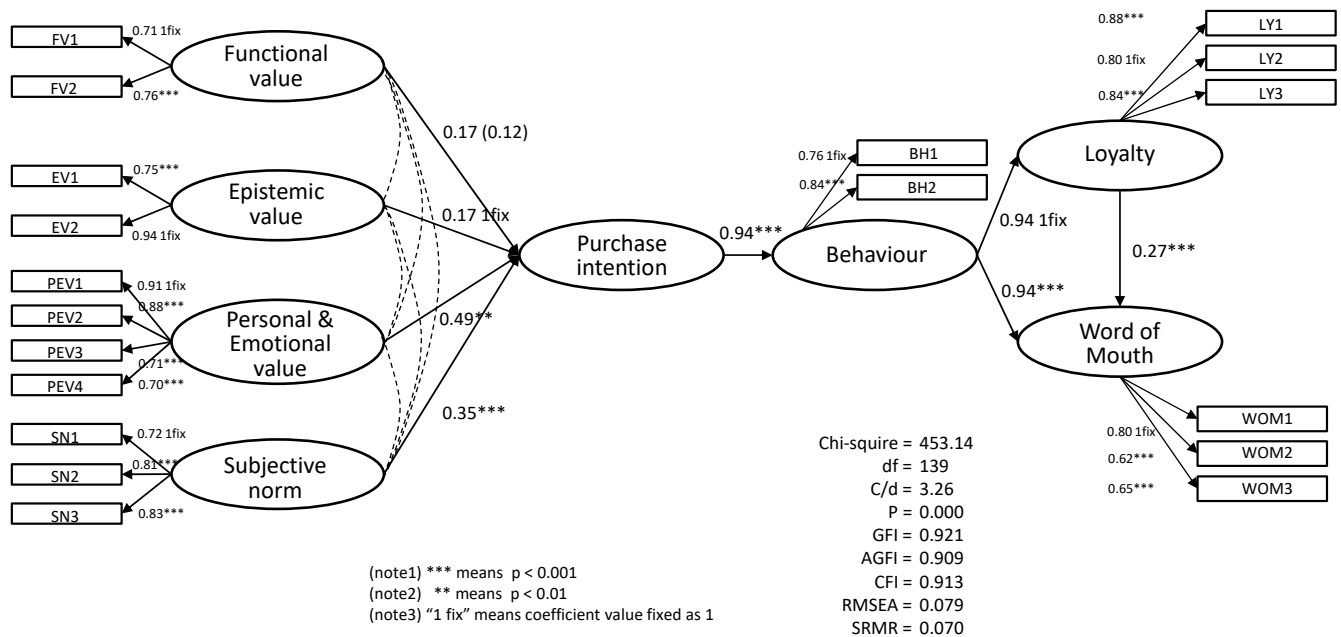 FV1
0.71 1fix
FV2
0.76***
Functional
value
EV1
0.75***
EV2
0.94 1fix
Epistemic
value
PEV1
0.91 1fix
PEV2
0.88***
PEV3
0.71***
PEV4
0.70***
Personal &
Emotional
value
SN1
0.72 1fix
SN2
0.81***
SN3
0.83***
Subjective
norm
0.17 (0.12)
0.17 1fix
0.49**
0.35***
Purchase
intention
0.94***
0.76 1fix
BH1
0.84***
BH2
Behaviour
0.94 1fix
0.94***
0.88***
LY1
0.80 1fix
LY2
0.84***
LY3
Loyalty
0.27***
Word of
Mouth
0.80 1fix
WOM1
0.62***
WOM2
0.65***
WOM3
Chi-squire = 453.14
df = 139
C/d = 3.26
P = 0.000
GFI = 0.921
AGFI = 0.909
CFI = 0.913
RMSEA = 0.079
SRMR = 0.070
(note1) *** means p < 0.001
(note2) ** means p < 0.01
(note3) “1 fix” means coefficient value fixed as 1